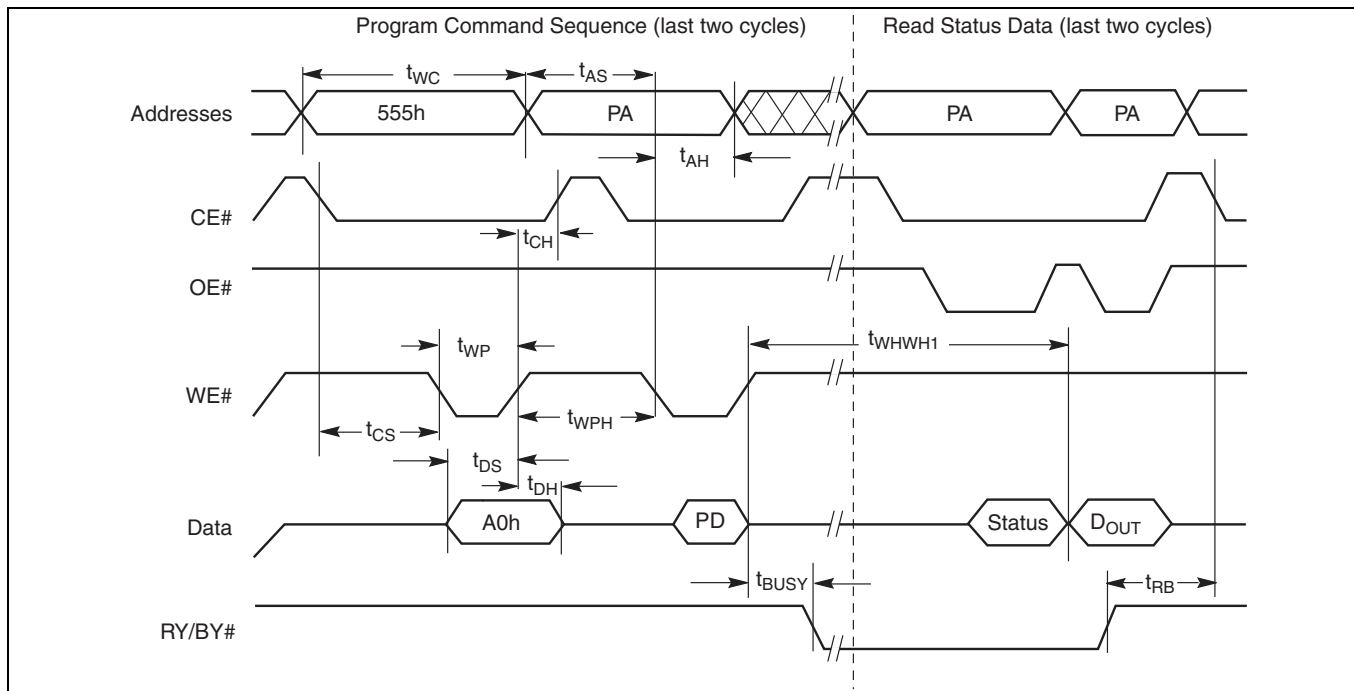 Program Command Sequence (last two cycles)
Read Status Data (last two cycles)
tWC
tAS
Addresses
555h
PA
PA
PA
tAH
CE#
tCH
OE#
tWHWH1
tWP
WE#
tWPH
tCS
tDS
tDH
Data
A0h
PD
Status
DOUT
tBUSY
tRB
RY/BY#